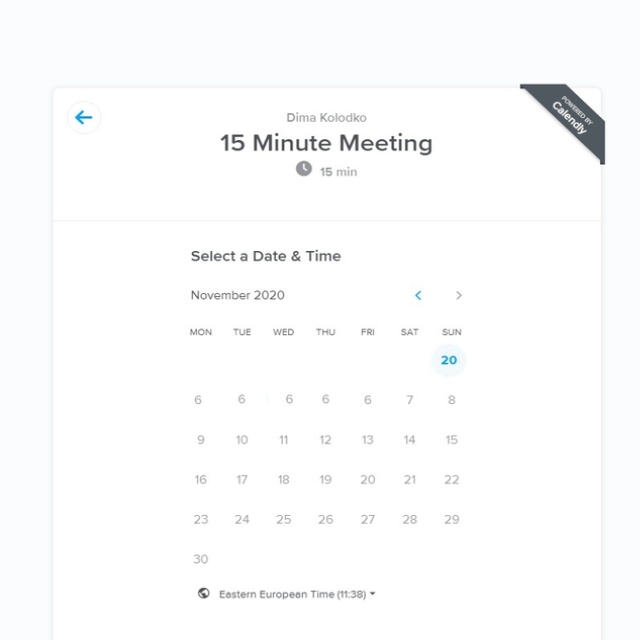 POWERED BY
Calendly
Dima Kolodko
15 Minute Meeting
15 min
Select a Date & Time
November 2020
MON TUE WED THU FRI SAT SUN
20
6 6 6 6 6 7 8
9 10 11 12 13 14 15
16 17 18 19 20 21 22
23 24 25 26 27 28 29
30
Eastern European Time (11:38)